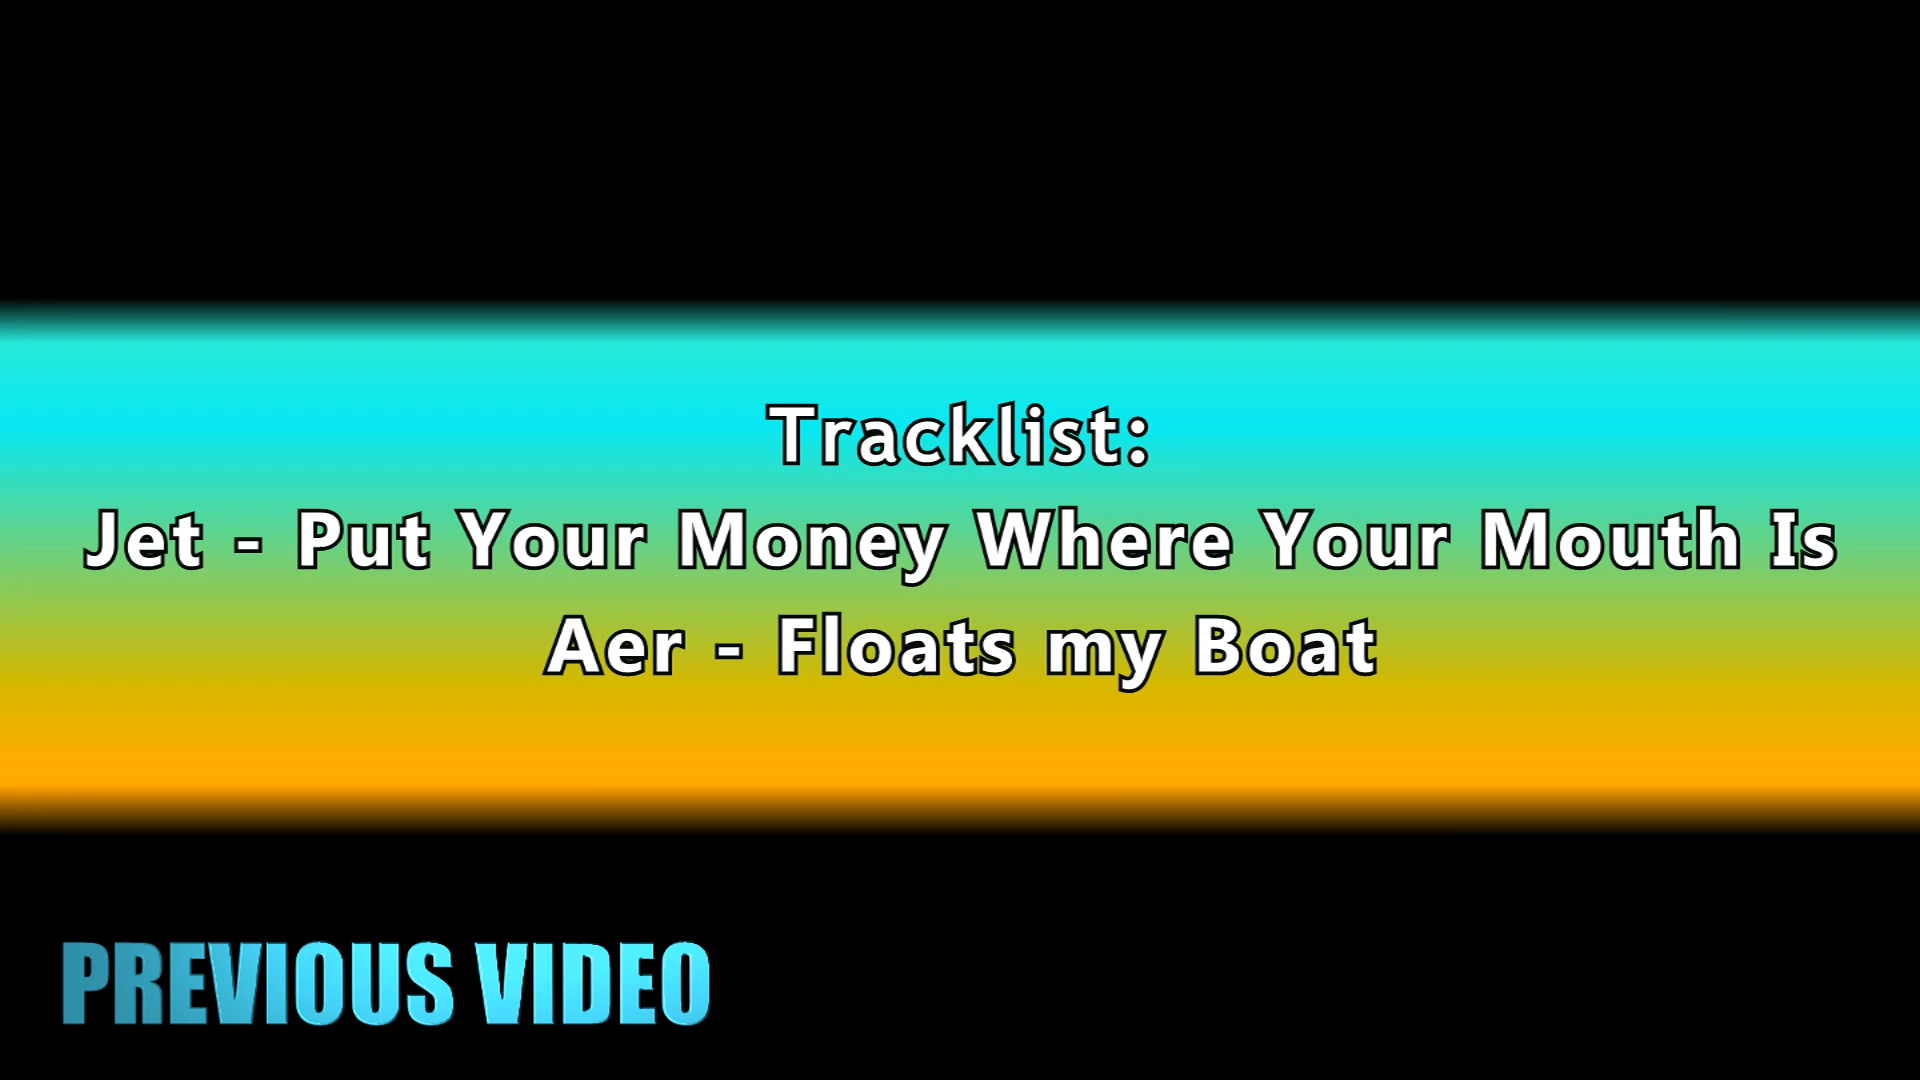 Tracklist:
Jet - Put Your Money Where Your Mouth Is
Aer - Floats my Boat
PREVIOUS VIDEO